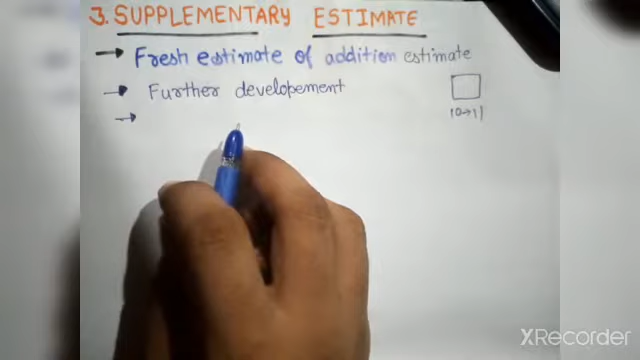 3. SUPPLEMENTARY ESTIMATE
→ Fresh estimate of addition estimate
→ Further developement
→
10→11
XRecorder